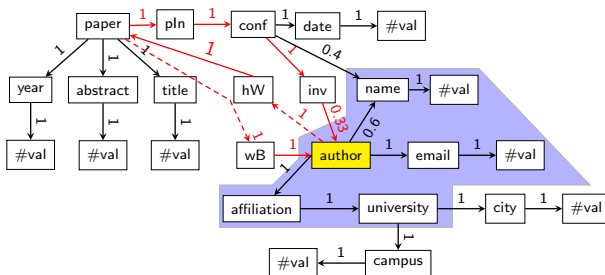 paper 1 pIn 1 conf 1 date 1 #val
1 1 1 1 1 0.4
year abstract title hW inv name 1 #val
1 1 1 1 1 0.33 0.6
#val #val #val wB 1 author 1 email 1 #val
1
affiliation 1 university 1 city 1 #val
1
#val 1 campus